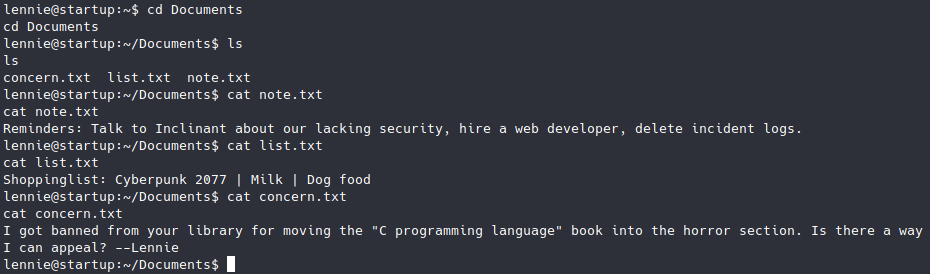 lennie@startup:~$ cd Documents
cd Documents
lennie@startup:~/Documents$ ls
ls
concern.txt  list.txt  note.txt
lennie@startup:~/Documents$ cat note.txt
cat note.txt
Reminders: Talk to Inclinant about our lacking security, hire a web developer, delete incident logs.
lennie@startup:~/Documents$ cat list.txt
cat list.txt
Shoppinglist: Cyberpunk 2077 | Milk | Dog food
lennie@startup:~/Documents$ cat concern.txt
cat concern.txt
I got banned from your library for moving the "C programming language" book into the horror section. Is there a way
I can appeal? --Lennie
lennie@startup:~/Documents$